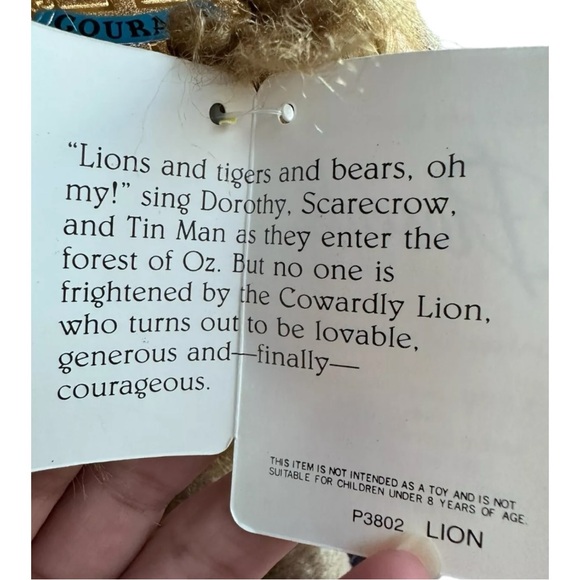 COURA
“Lions and tigers and bears, oh
my!” sing Dorothy, Scarecrow,
and Tin Man as they enter the
forest of Oz. But no one is
frightened by the Cowardly Lion,
who turns out to be lovable,
generous and—finally—
courageous.
THIS ITEM IS NOT INTENDED AS A TOY AND IS NOT
SUITABLE FOR CHILDREN UNDER 8 YEARS OF AGE.
P3802 LION